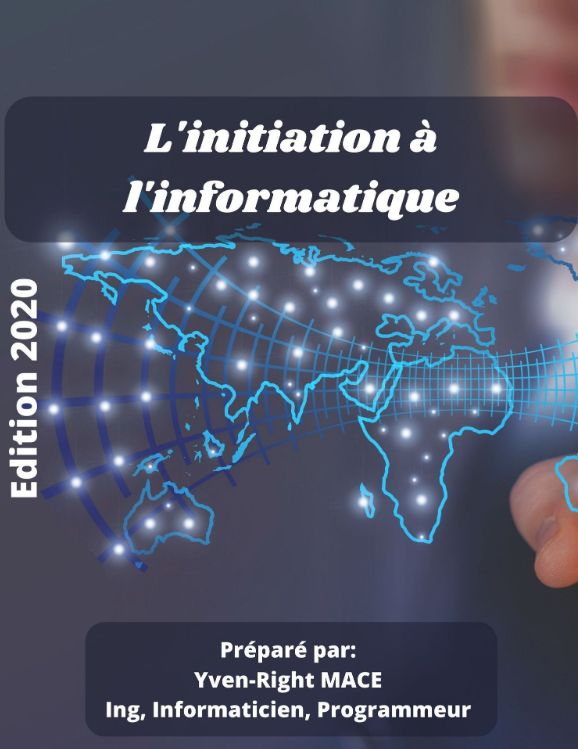 L'initiation à
l'informatique
Edition 2020
Préparé par:
Yven-Right MACE
Ing, Informaticien, Programmeur